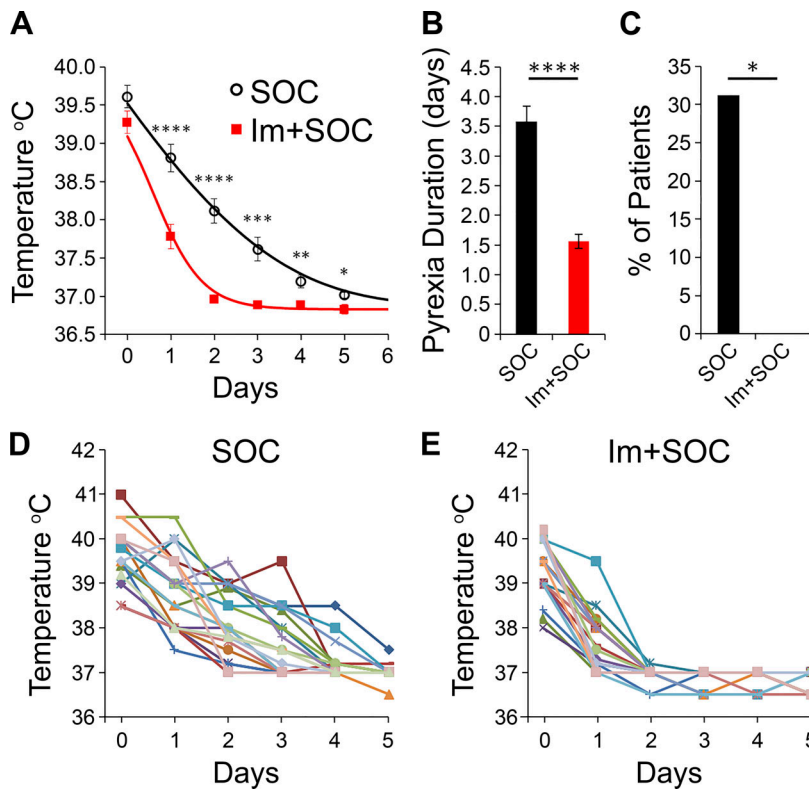 A
Temperature °C
40.0
39.5
39.0
38.5
38.0
37.5
37.0
36.5
SOC
Im+SOC
****
****
***
**
*
0 1 2 3 4 5 6
Days
B
Pyrexia Duration (days)
4.5
4.0
3.5
3.0
2.5
2.0
1.5
1.0
0.5
0
****
SOC
Im+SOC
C
% of Patients
35
30
25
20
15
10
5
0
*
SOC
Im+SOC
D
SOC
Temperature °C
42
41
40
39
38
37
36
0 1 2 3 4 5
Days
E
Im+SOC
Temperature °C
42
41
40
39
38
37
36
0 1 2 3 4 5
Days